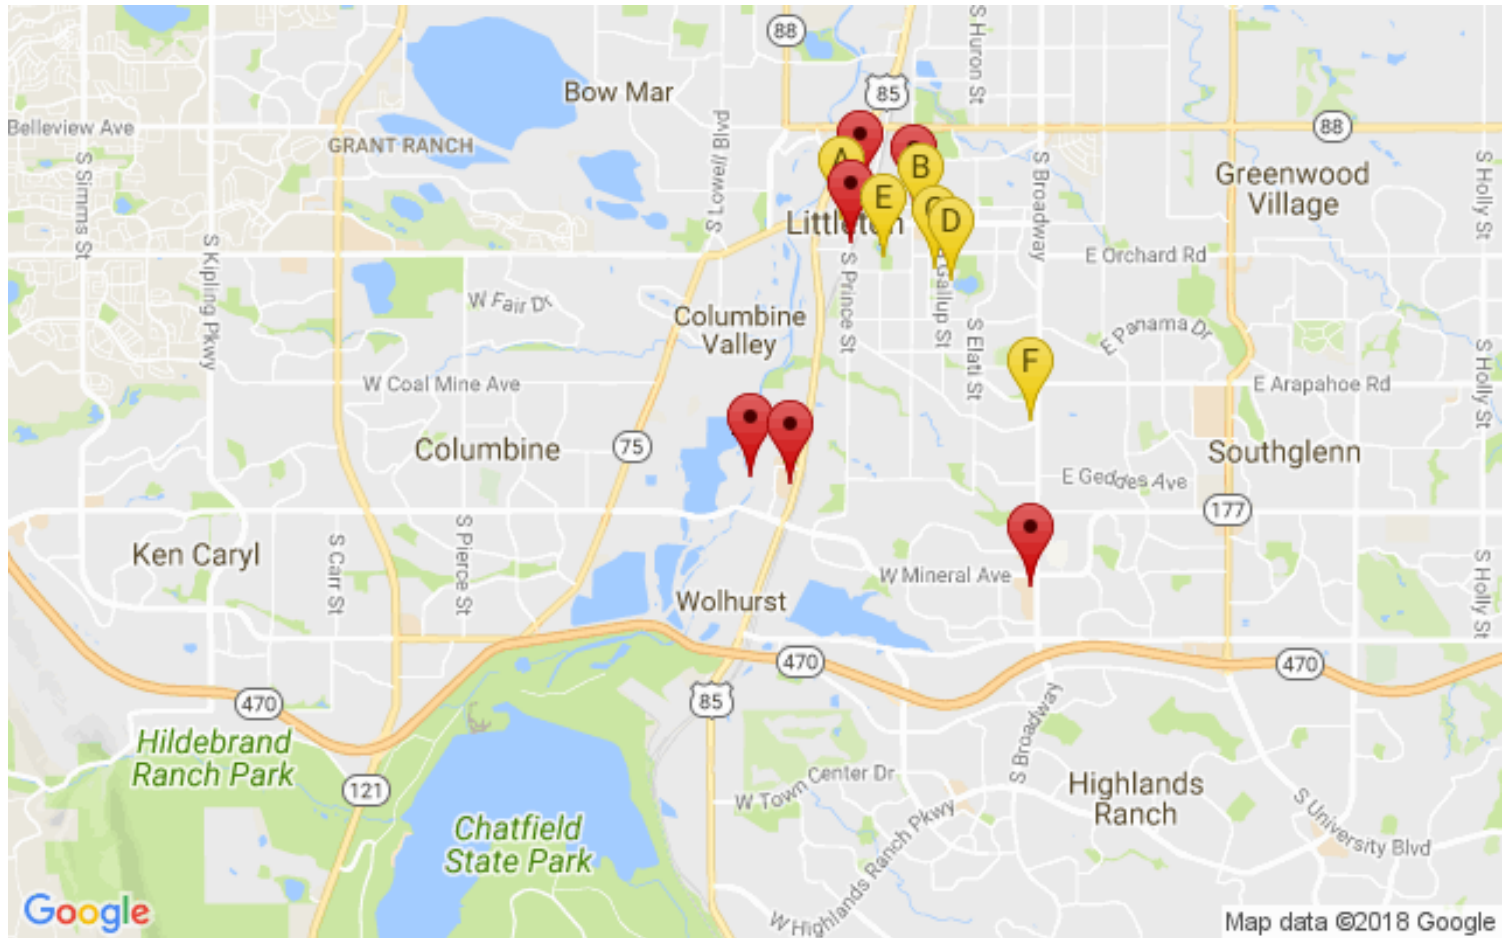 88
S Huron St
85
Bow Mar
Belleview Ave
GRANT RANCH
88
S Simms St
S Lowell Blvd
A
B
S Broadway
Greenwood
Village
S Holly St
E
C
D
Littleton
S Kipling Pkwy
E Orchard Rd
S Prince St
S Gallup St
W Fair Dr
Columbine
Valley
E Panama Dr
S Elati St
F
W Coal Mine Ave
E Arapahoe Rd
S Holly St
Columbine
75
Southglenn
E Geddes Ave
177
Ken Caryl
S Carr St
S Pierce St
W Mineral Ave
S Holly St
Wolhurst
470
470
470
85
Hildebrand
Ranch Park
121
S Broadway
W Town Center Dr
Highlands
Ranch
Chatfield
State Park
W Highlands Ranch Pkwy
S University Blvd
Google
Map data ©2018 Google